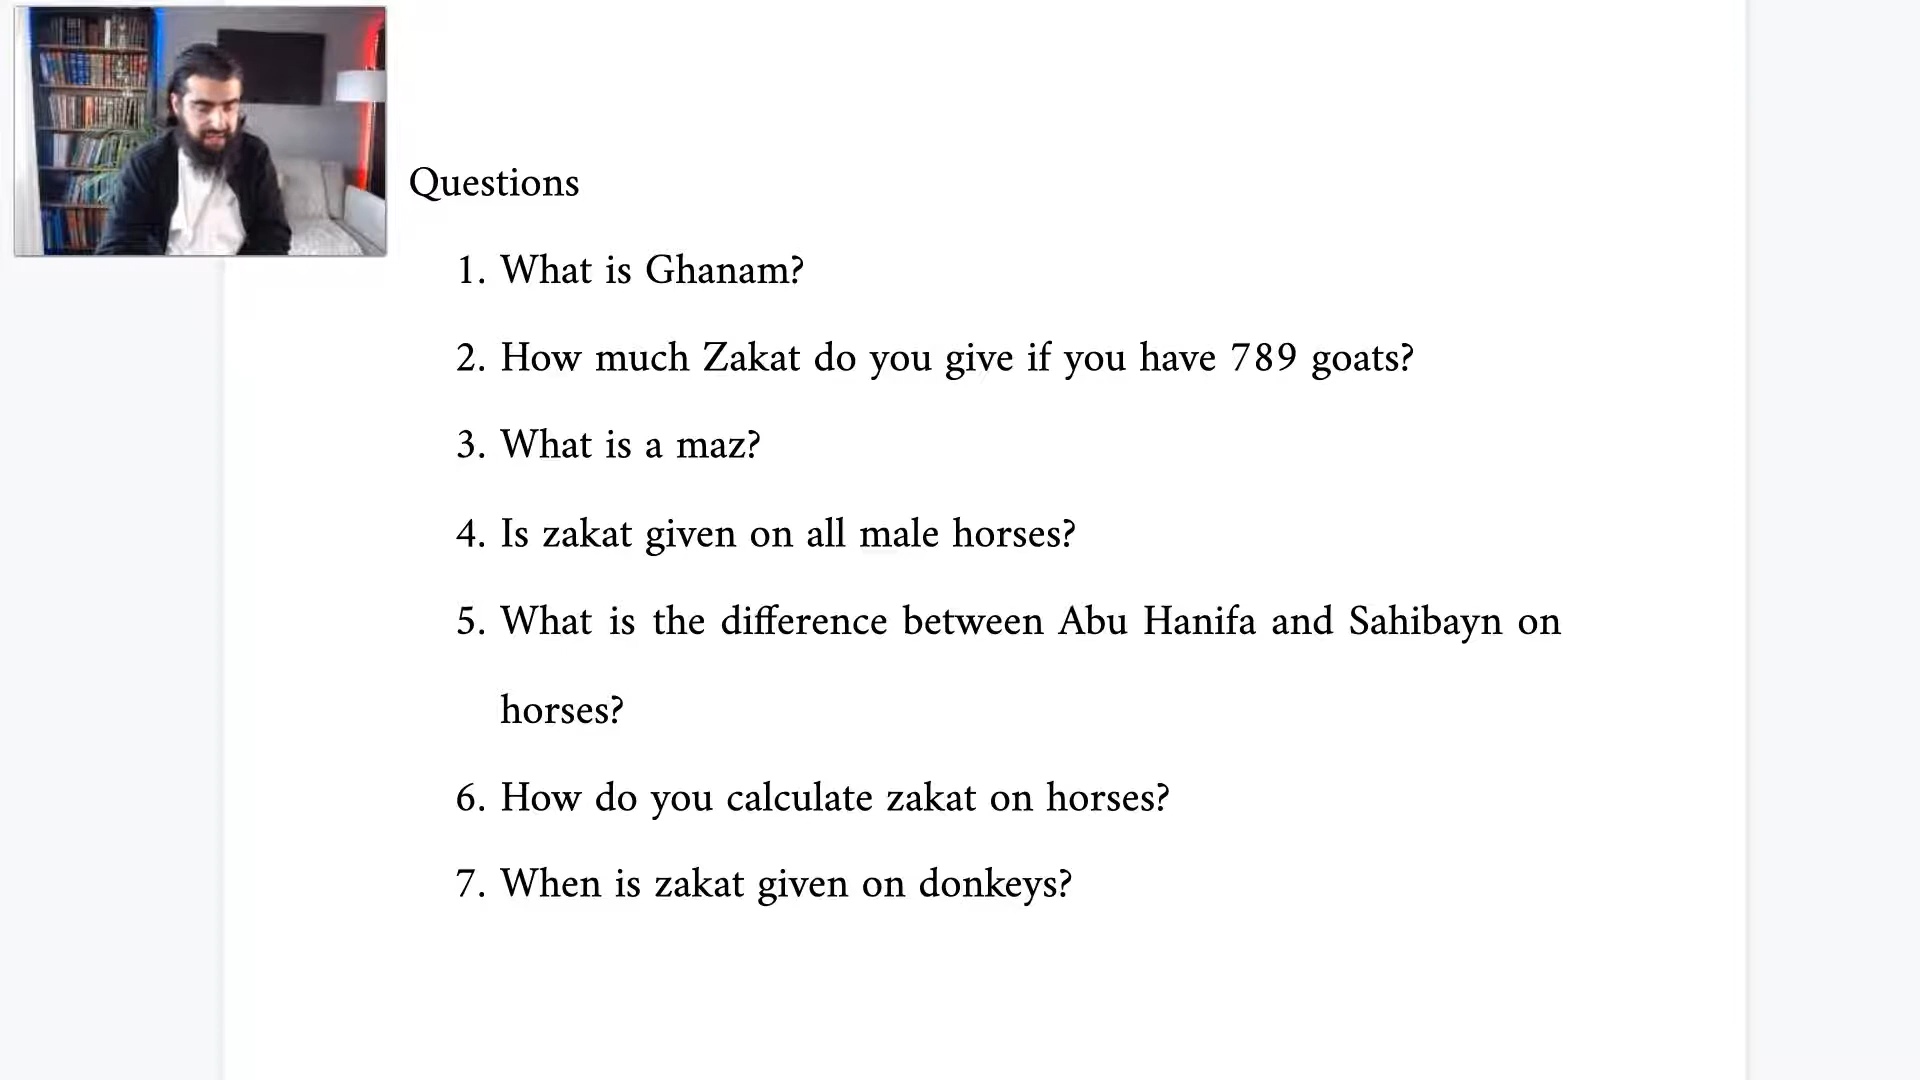 Questions
1. What is Ghanam?
2. How much Zakat do you give if you have 789 goats?
3. What is a maz?
4. Is zakat given on all male horses?
5. What is the difference between Abu Hanifa and Sahibayn on
horses?
6. How do you calculate zakat on horses?
7. When is zakat given on donkeys?